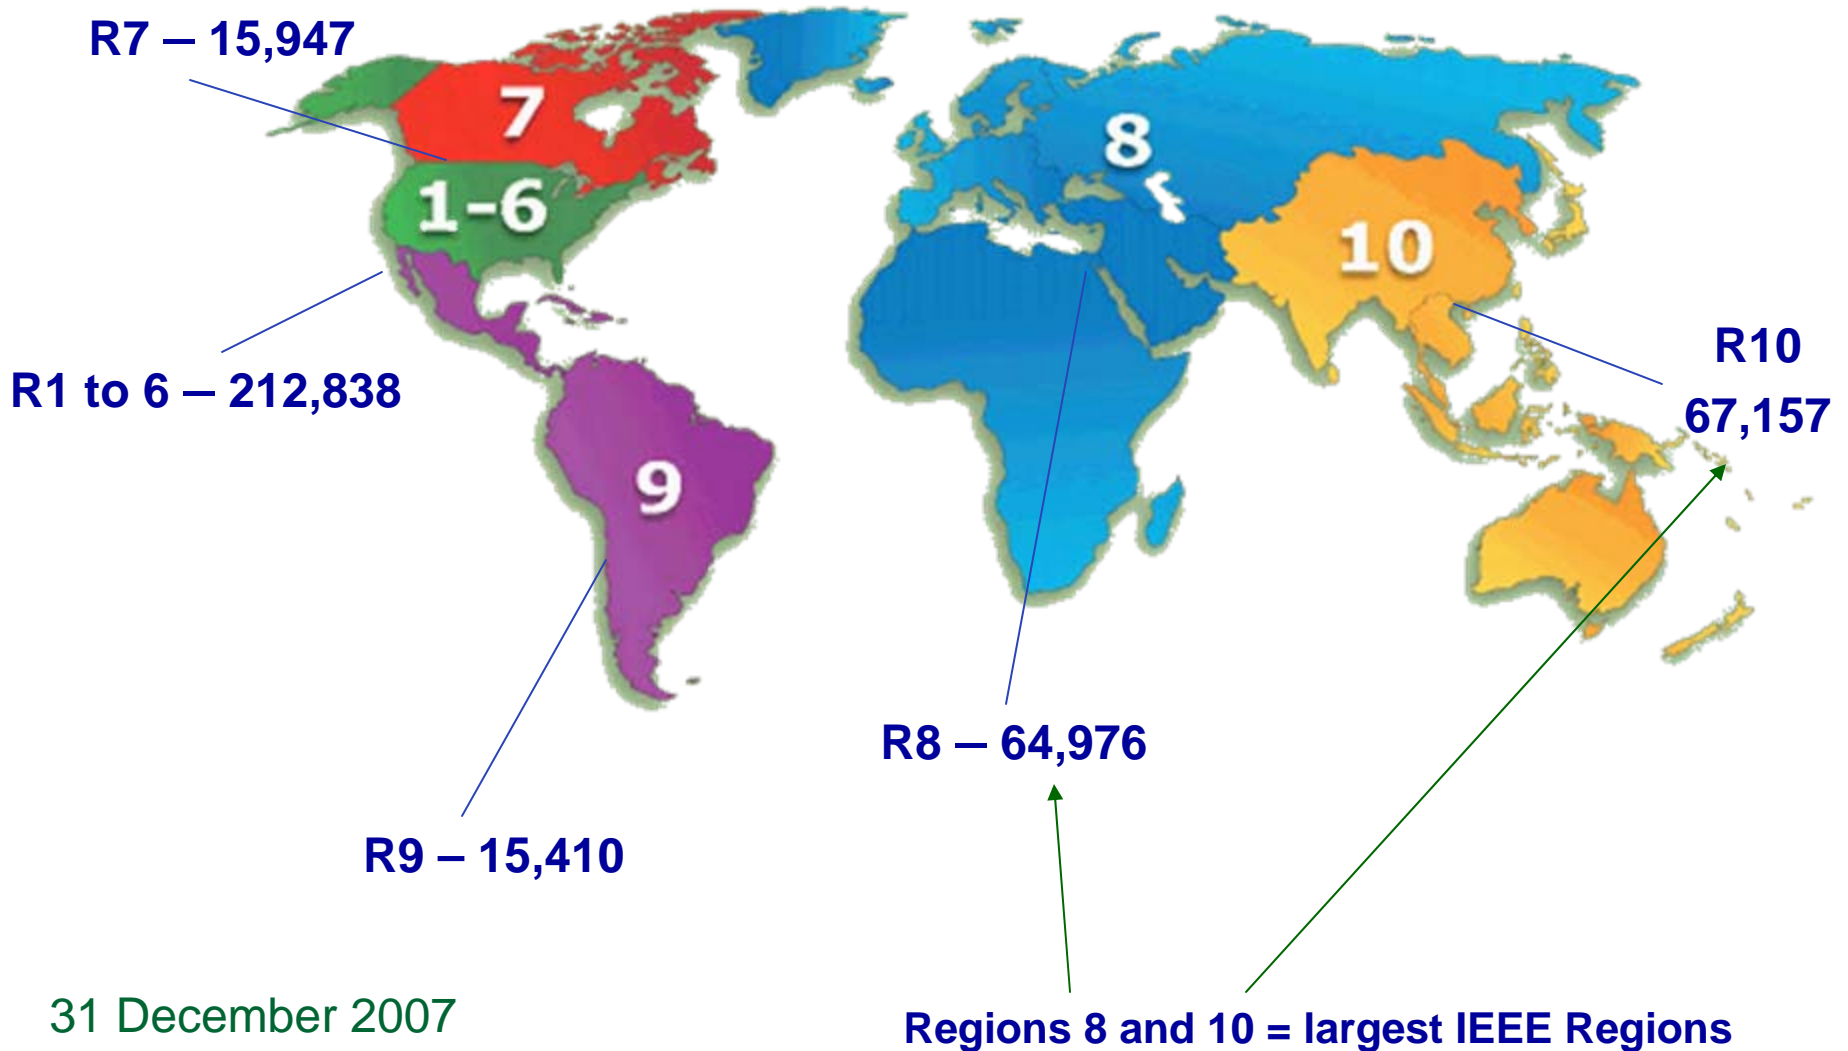 R7 – 15,947
7
8
1-6
10
R10
67,157
R1 to 6 – 212,838
9
R8 – 64,976
R9 – 15,410
31 December 2007
Regions 8 and 10 = largest IEEE Regions